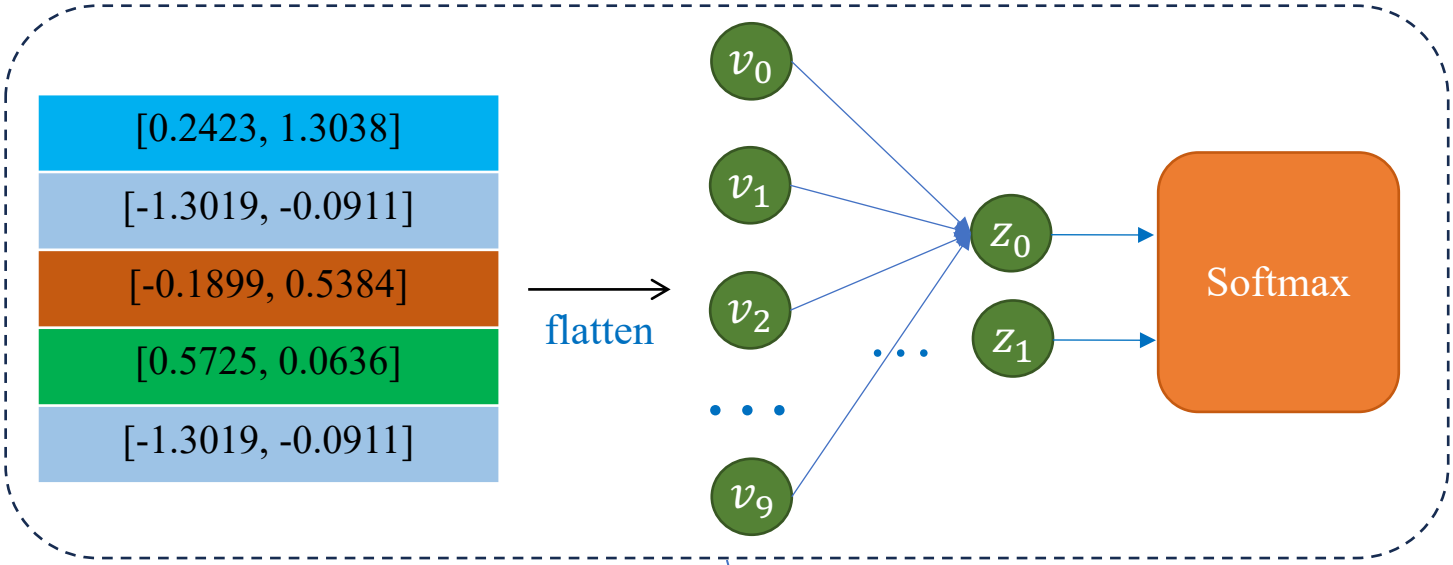 [0.2423, 1.3038]
[-1.3019, -0.0911]
[-0.1899, 0.5384]
[0.5725, 0.0636]
[-1.3019, -0.0911]
flatten
v₀
v₁
v₂
• • •
v₉
• • •
z₀
z₁
Softmax